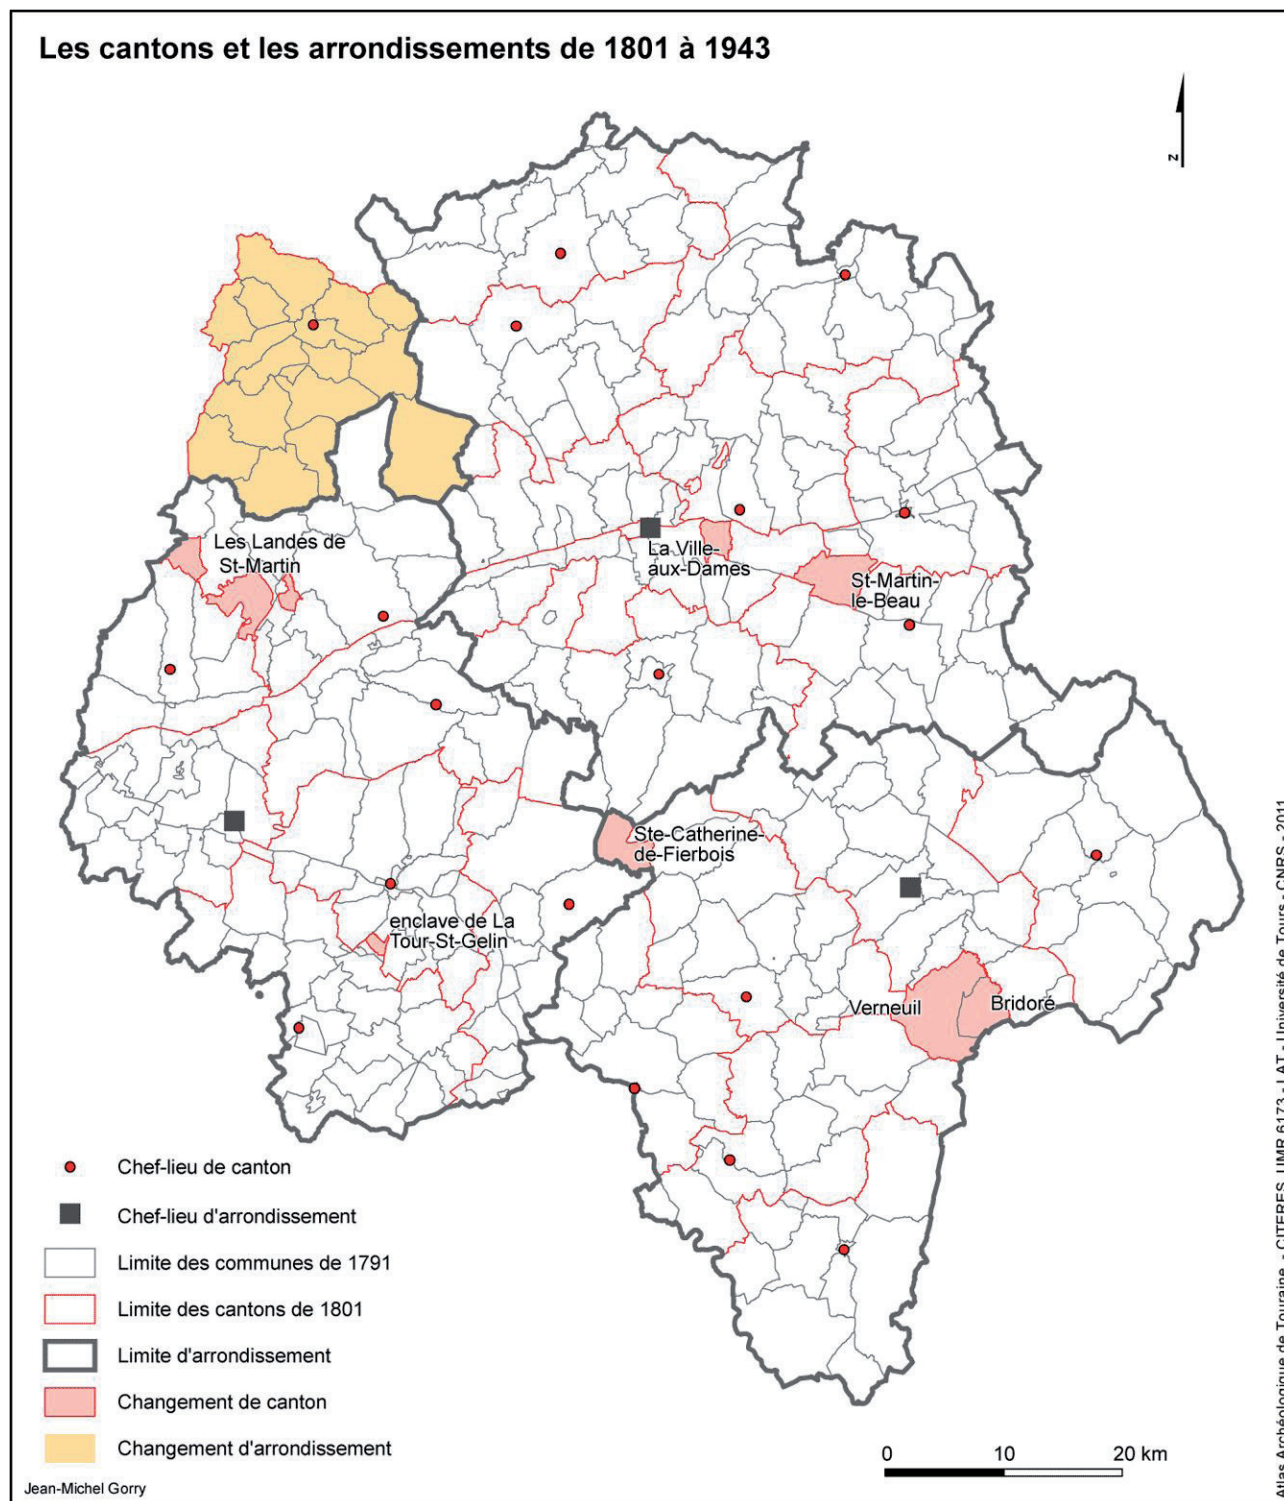 Les cantons et les arrondissements de 1801 à 1943
N
Les Landes de
St-Martin
La Ville-
aux-Dames
St-Martin-
le-Beau
Ste-Catherine-
de-Fierbois
enclave de La
Tour-St-Gelin
Verneuil
Bridoré
Chef-lieu de canton
Chef-lieu d'arrondissement
Limite des communes de 1791
Limite des cantons de 1801
Limite d'arrondissement
Changement de canton
Changement d'arrondissement
0 10 20 km
Jean-Michel Gorry
Atlas Archéologique de Touraine - CITERES, UMR 6173 - LAT - Université de Tours - CNRS - 2011